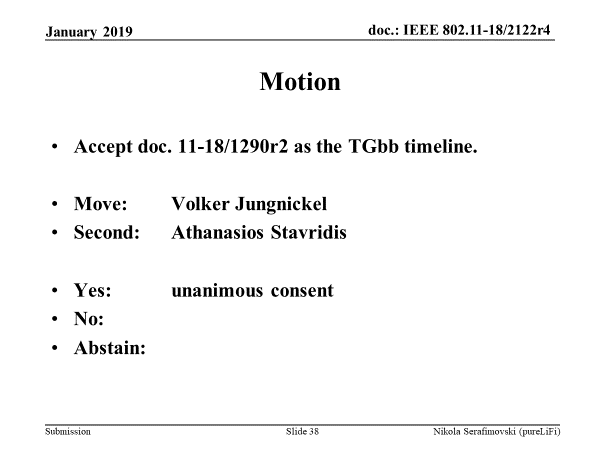 January 2019 doc.: IEEE 802.11-18/2122r4
Motion
• Accept doc. 11-18/1290r2 as the TGbb timeline.
• Move: Volker Jungnickel
• Second: Athanasios Stavridis
• Yes: unanimous consent
• No:
• Abstain:
Submission Slide 38 Nikola Serafimovski (pureLiFi)